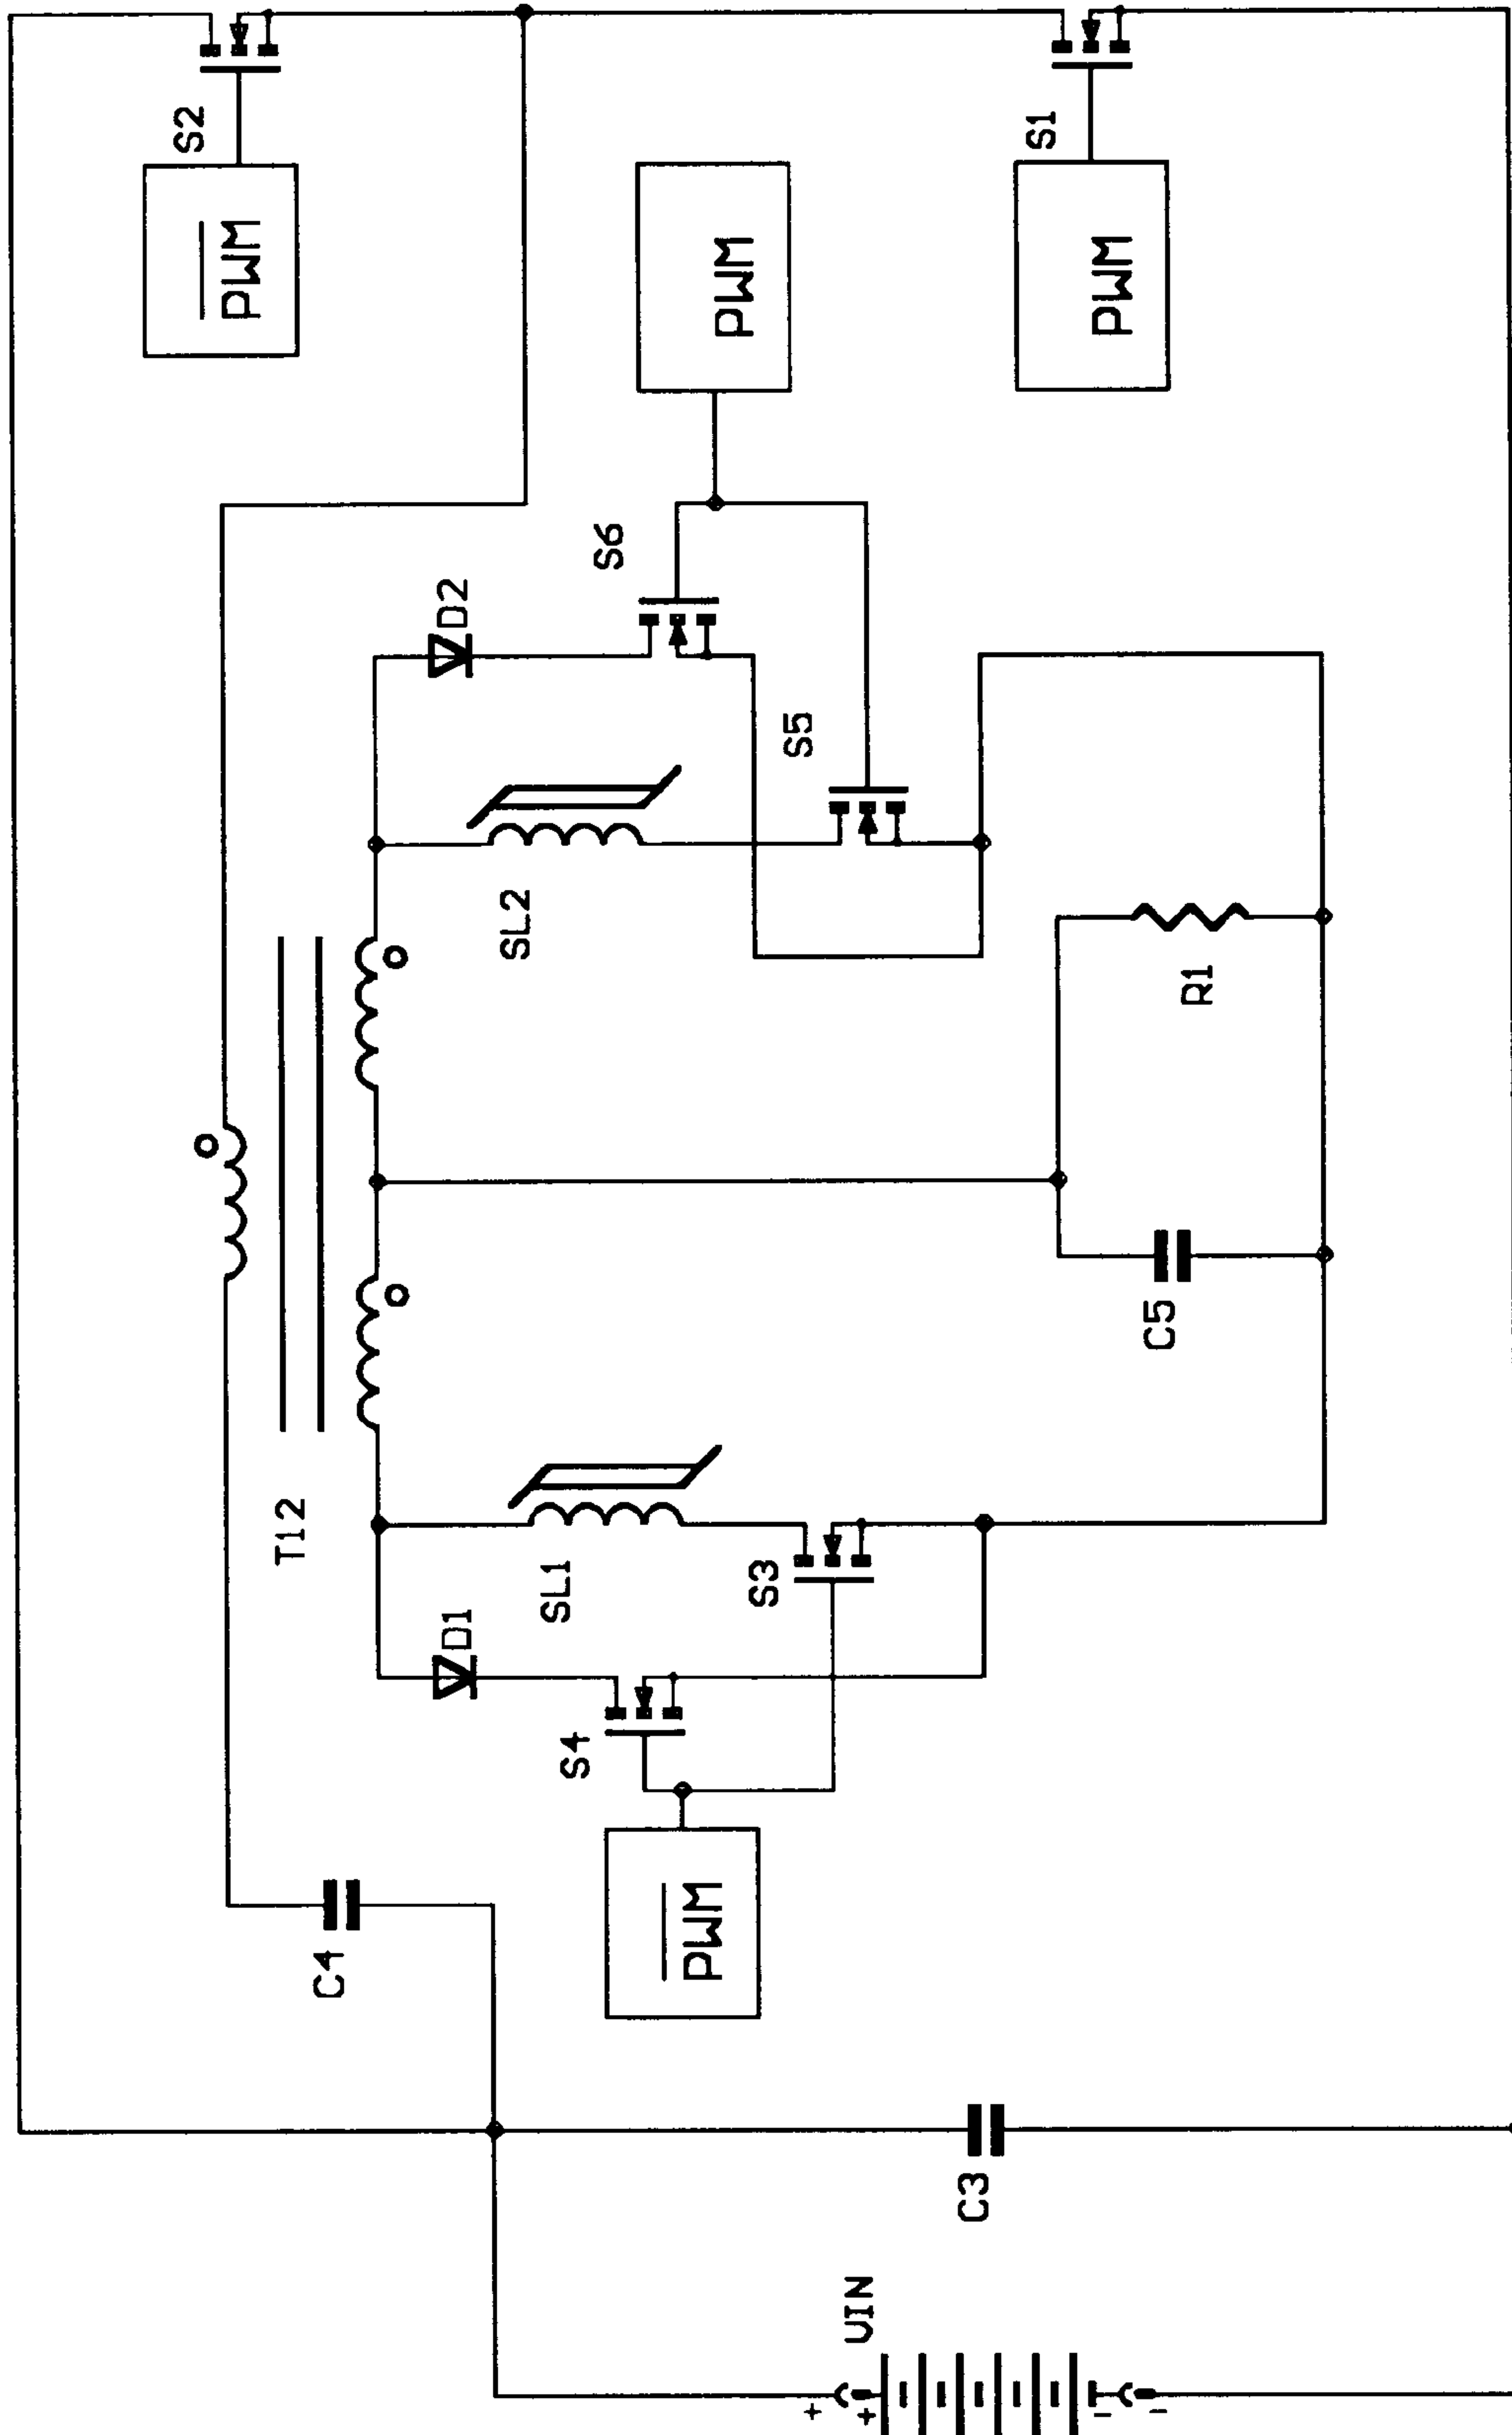 S2
S1
PWM
PWM
PWM
S6
D2
S5
SL2
R1
C5
T12
SL1
S3
D1
S4
PWM
C4
C3
VIN
+
+
-
-